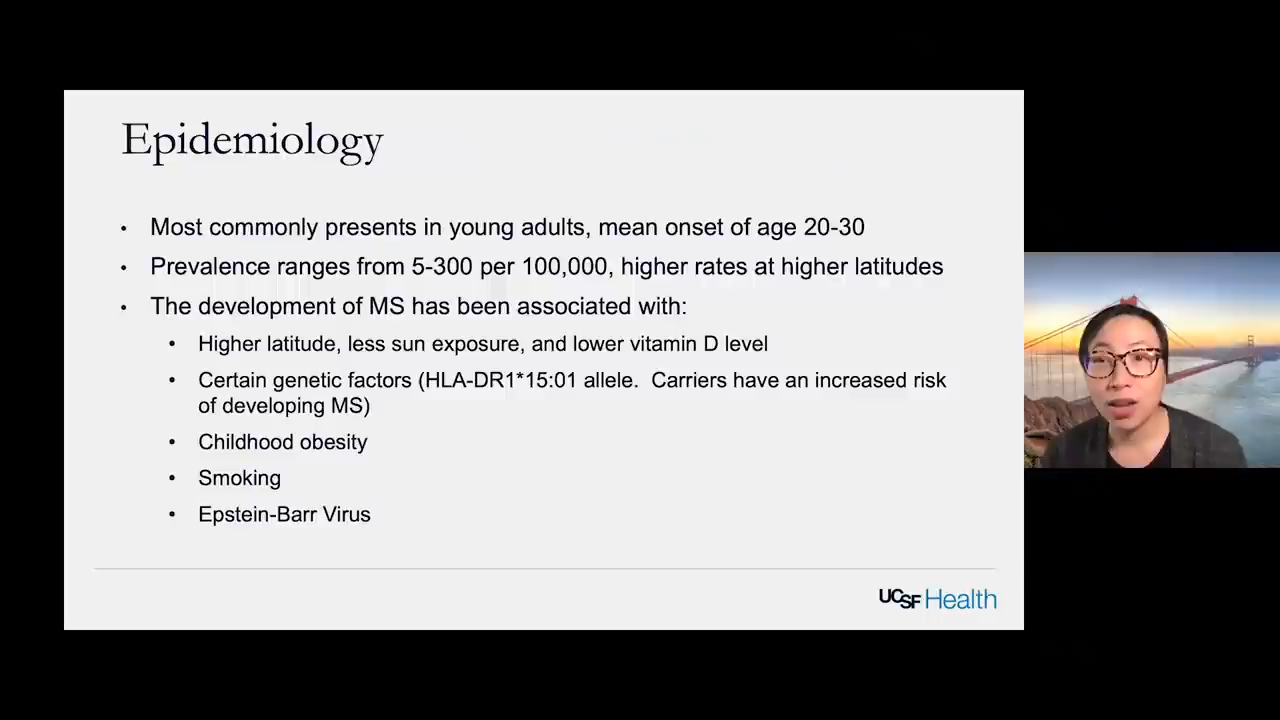 Epidemiology
• Most commonly presents in young adults, mean onset of age 20-30
• Prevalence ranges from 5-300 per 100,000, higher rates at higher latitudes
• The development of MS has been associated with:
• Higher latitude, less sun exposure, and lower vitamin D level
• Certain genetic factors (HLA-DR1*15:01 allele. Carriers have an increased risk
of developing MS)
• Childhood obesity
• Smoking
• Epstein-Barr Virus
UCSF Health